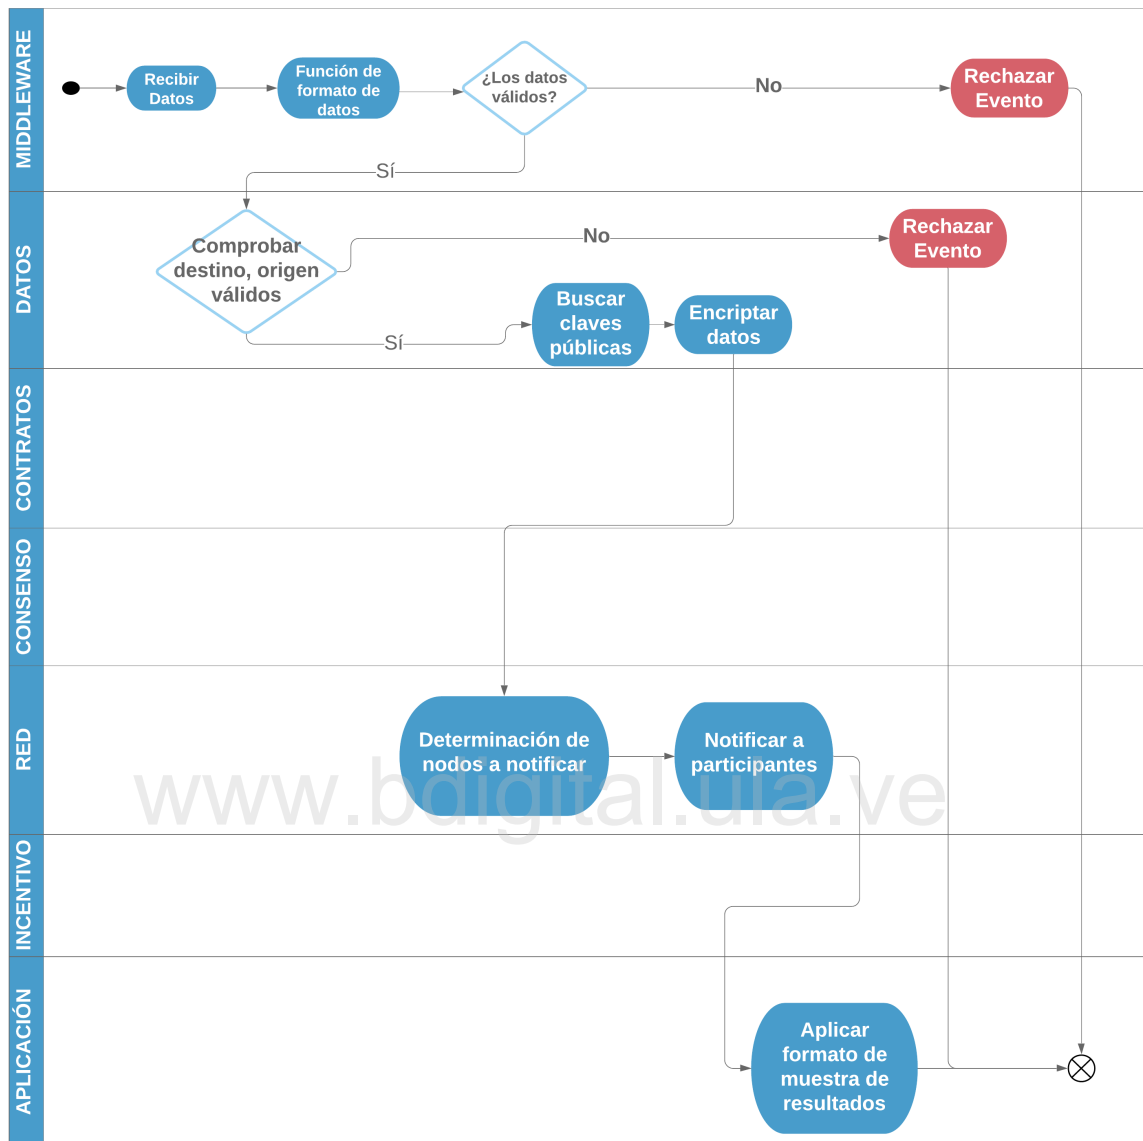 MIDDLEWARE
Recibir
Datos
Función de
formato de
datos
¿Los datos
válidos?
No
Rechazar
Evento
Sí
DATOS
Comprobar
destino, origen
válidos
No
Rechazar
Evento
Sí
Buscar
claves
públicas
Encriptar
datos
CONTRATOS
CONSENSO
RED
Determinación de
nodos a notificar
Notificar a
participantes
www.bdigital.ula.ve
INCENTIVO
APLICACIÓN
Aplicar
formato de
muestra de
resultados